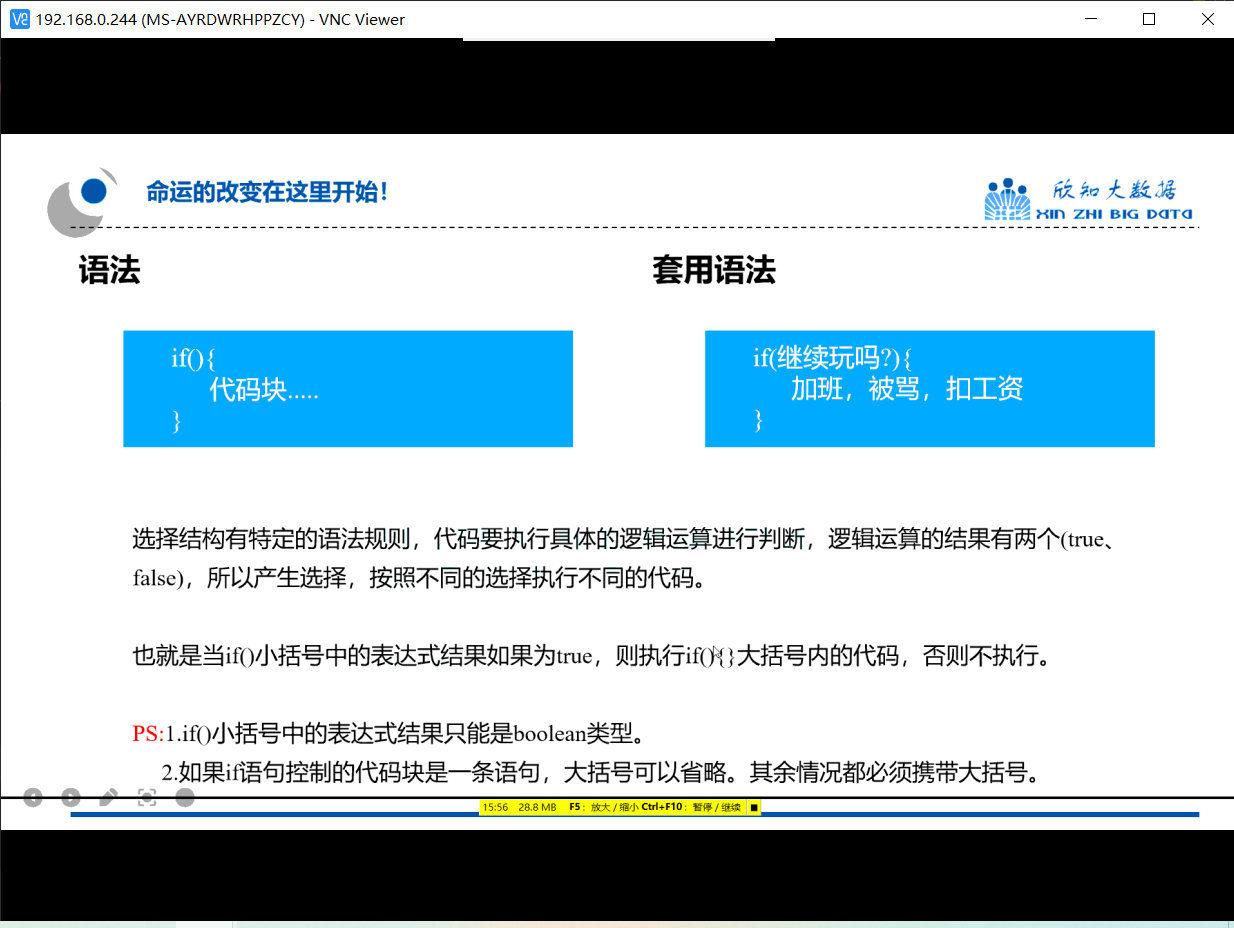 192.168.0.244 (MS-AYRDWRHPPZCY) - VNC Viewer
命运的改变在这里开始！
欣知大数据
XIN ZHI BIG DATA
语法
套用语法
if(){
代码块.....
}
if(继续玩吗?){
加班，被骂，扣工资
}
选择结构有特定的语法规则，代码要执行具体的逻辑运算进行判断，逻辑运算的结果有两个(true、
false)，所以产生选择，按照不同的选择执行不同的代码。
也就是当if()小括号中的表达式结果如果为true，则执行if(){}大括号内的代码，否则不执行。
PS:1.if()小括号中的表达式结果只能是boolean类型。
2.如果if语句控制的代码块是一条语句，大括号可以省略。其余情况都必须携带大括号。
15:56 28.8 MB F5：放大 / 缩小 Ctrl+F10：暂停 / 继续